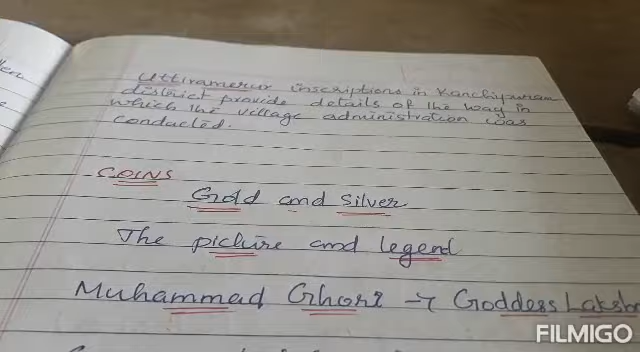 Uttiramerur inscriptions in Kanchipuram
district provide details of the way in
which the village administration was
conducted.
COINS
Gold and Silver
The picture and legend
Muhammad Ghori → Goddess Laksh
FILMIGO